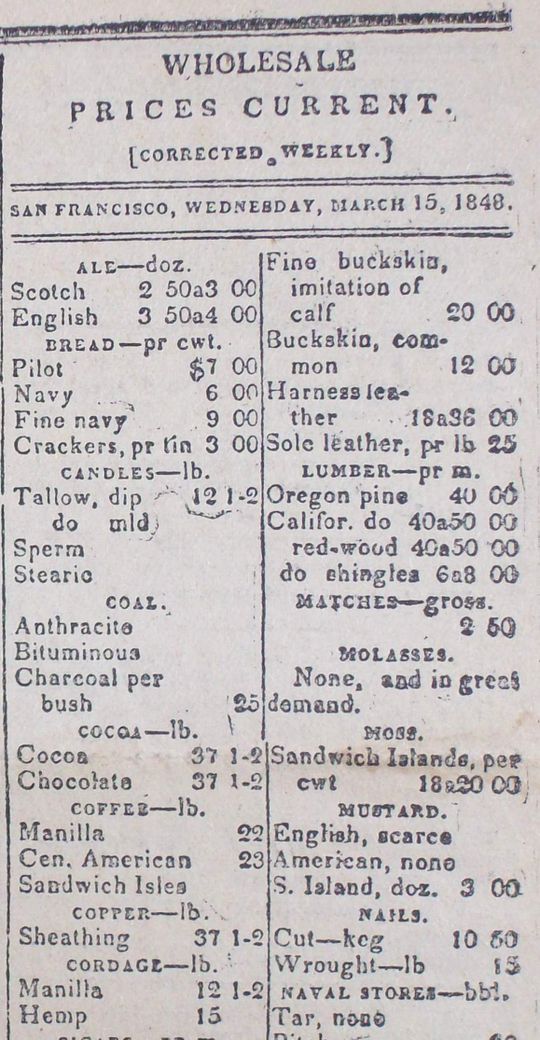 WHOLESALE
PRICES CURRENT.
[CORRECTED WEEKLY.]
SAN FRANCISCO, WEDNESDAY, MARCH 15, 1848.
ALE—doz.
Scotch 2 50a3 00
English 3 50a4 00
BREAD—pr cwt.
Pilot $7 00
Navy 6 00
Fine navy 9 00
Crackers, pr tin 3 00
CANDLES—lb.
Tallow, dip 12 1-2
do mld
Sperm
Stearic
COAL.
Anthracite
Bituminous
Charcoal per
bush 25
COCOA—lb.
Cocoa 37 1-2
Chocolate 37 1-2
COFFEE—lb.
Manilla 22
Cen. American 23
Sandwich Isles
COPPER—lb.
Sheathing 37 1-2
CORDAGE—lb.
Manilla 12 1-2
Hemp 15
Fine buckskin,
imitation of
calf 20 00
Buckskin, com-
mon 12 00
Harness lea-
ther 18a36 00
Sole leather, pr lb 25
LUMBER—pr m.
Oregon pine 40 00
Califor. do 40a50 00
red-wood 40a50 00
do shingles 6a8 00
MATCHES—gross.
2 50
MOLASSES.
None, and in great
demand.
MOSS.
Sandwich Islands, per
cwt 18a20 00
MUSTARD.
English, scarce
American, none
S. Island, doz. 3 00
NAILS.
Cut—keg 10 50
Wrought—lb 15
NAVAL STORES—bbl.
Tar, none